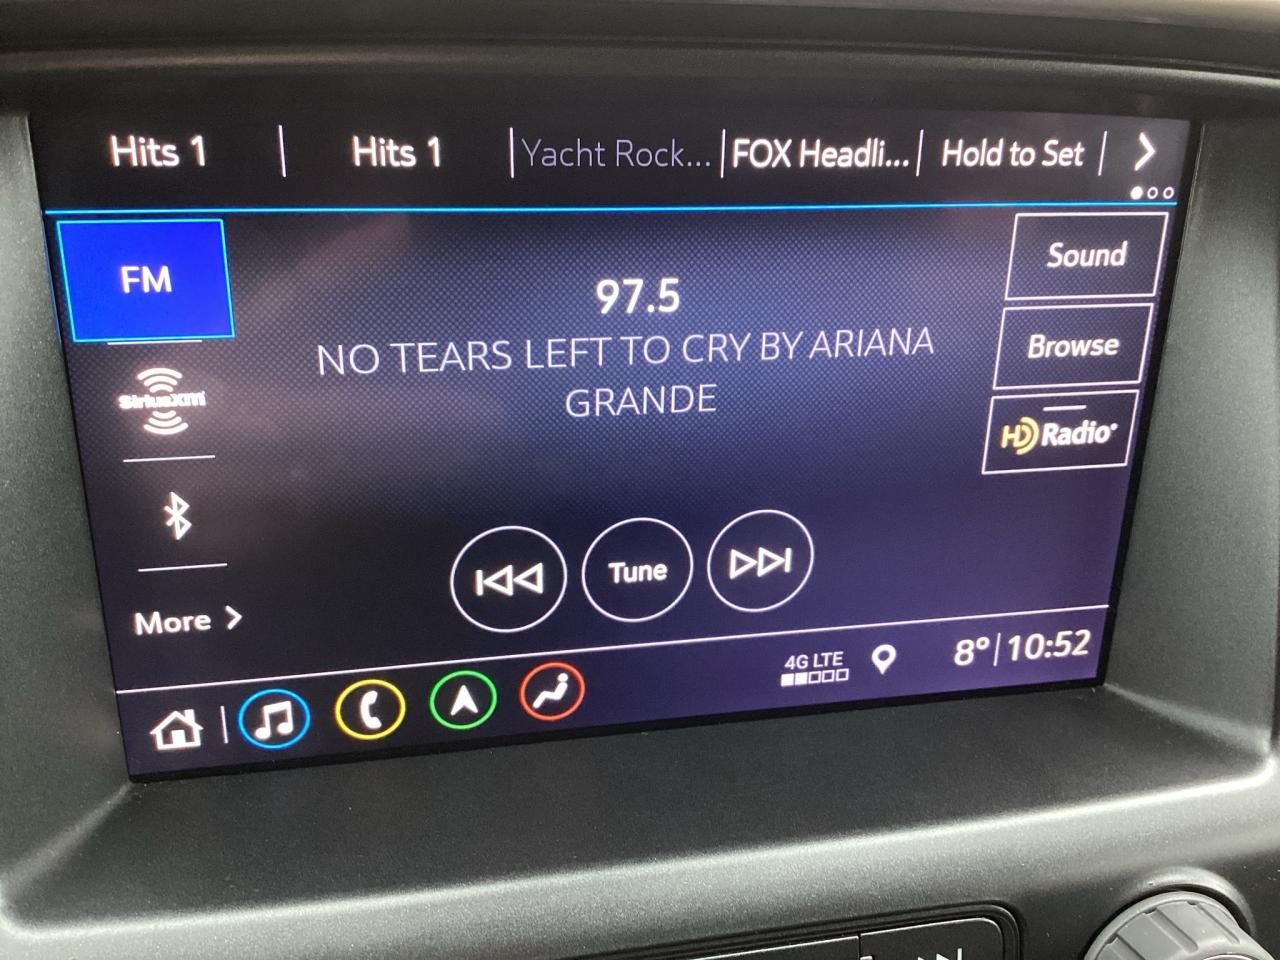 Hits 1
Hits 1
Yacht Rock...
FOX Headli...
Hold to Set
FM
97.5
Sound
NO TEARS LEFT TO CRY BY ARIANA
GRANDE
Browse
SiriusXM
HD Radio
Tune
More
4G LTE
8° 10:52